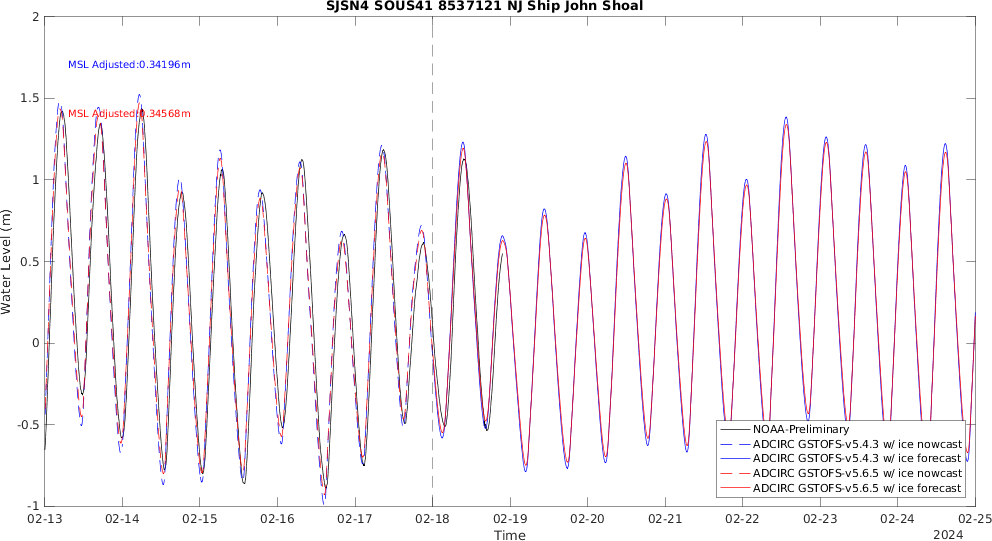 SJSN4 SOUS41 8537121 NJ Ship John Shoal
MSL Adjusted:0.34196m
MSL Adjusted:0.34568m
Water Level (m)
2
1.5
1
0.5
0
-0.5
-1
NOAA-Preliminary
ADCIRC GSTOFS-v5.4.3 w/ ice nowcast
ADCIRC GSTOFS-v5.4.3 w/ ice forecast
ADCIRC GSTOFS-v5.6.5 w/ ice nowcast
ADCIRC GSTOFS-v5.6.5 w/ ice forecast
02-13 02-14 02-15 02-16 02-17 02-18 02-19 02-20 02-21 02-22 02-23 02-24 02-25
Time
2024